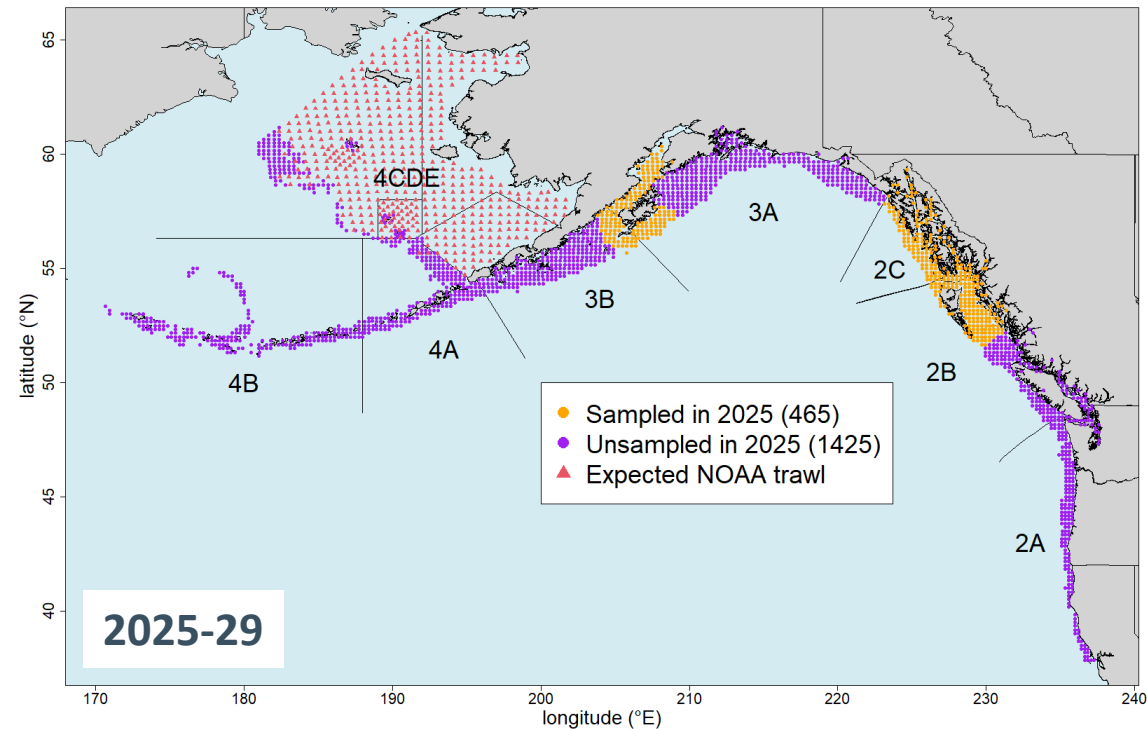 65
60
55
50
45
40
latitude (°N)
4CDE
3A
2C
3B
4A
2B
4B
Sampled in 2025 (465)
Unsampled in 2025 (1425)
Expected NOAA trawl
2A
2025-29
170
180
190
200
210
220
230
240
longitude (°E)